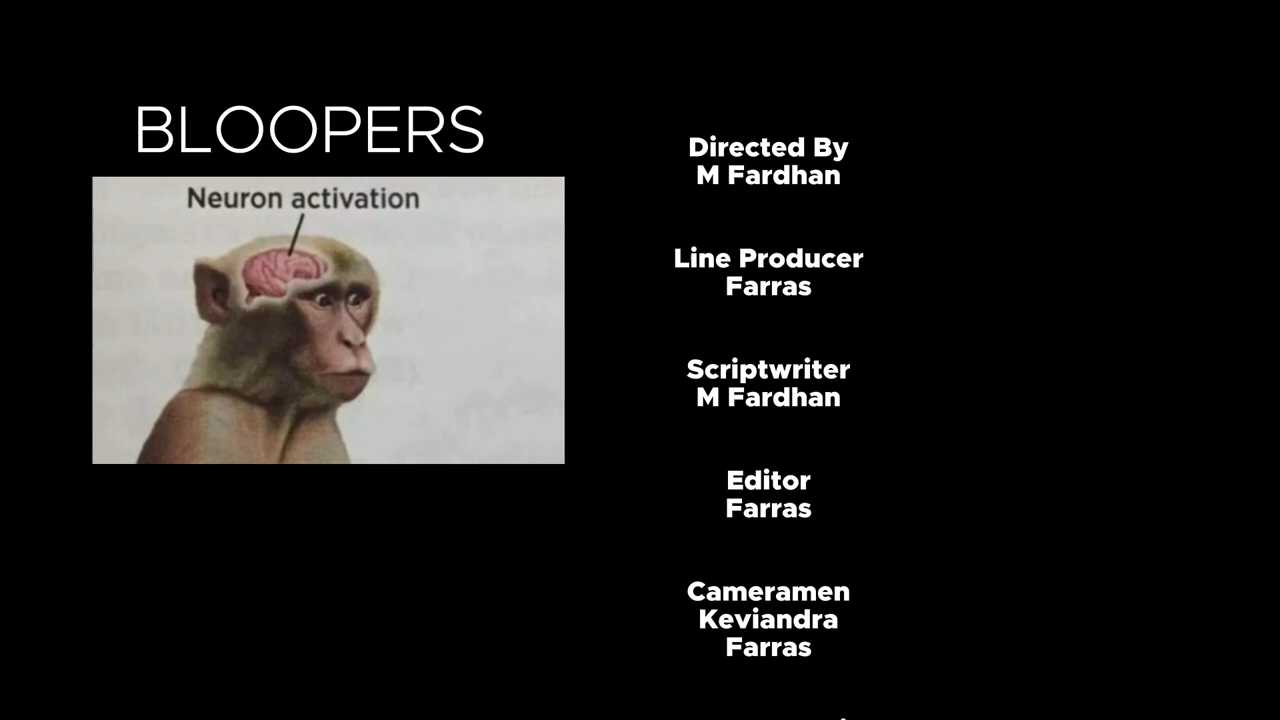 BLOOPERS
Neuron activation
Directed By
M Fardhan
Line Producer
Farras
Scriptwriter
M Fardhan
Editor
Farras
Cameramen
Keviandra
Farras